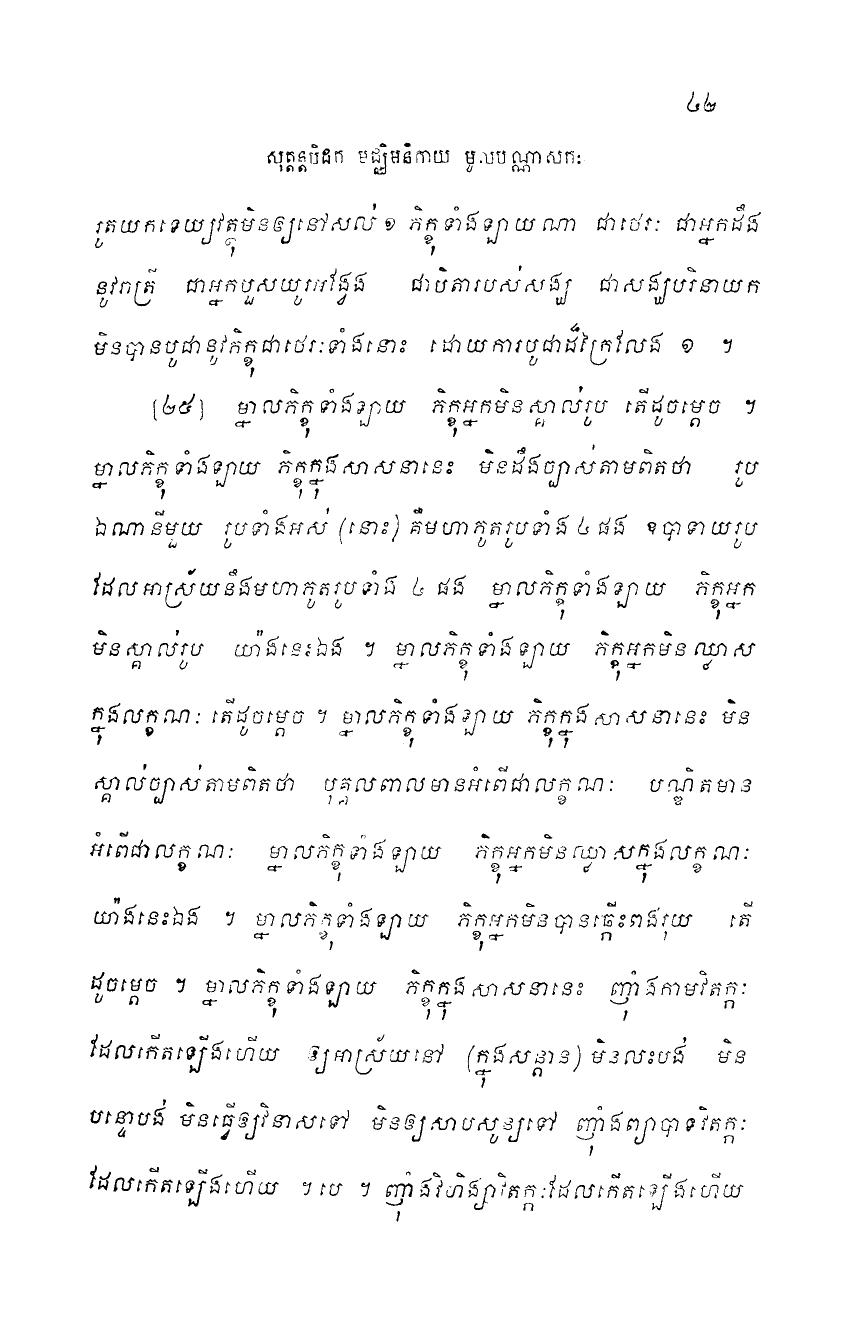 ៤២
សុត្តន្តបិដក មជ្ឈិមនិកាយ មូលបណ្ណាសកៈ
រូតយកទេយ្យវត្ថុមិនឲ្យនៅសល់ ១ ភិក្ខុទាំងឡាយណា ជាថេរៈ ជាអ្នកដឹង
នូវរាត្រី ជាអ្នកបួសយូរអង្វែង ជាបិតារបស់សង្ឃ ជាសង្ឃបរិនាយក
មិនបានបូជានូវភិក្ខុជាថេរៈទាំងនោះ ដោយការបូជាដ៏ក្រៃលែង ១ ។
[២៥] ម្នាលភិក្ខុទាំងឡាយ ភិក្ខុអ្នកមិនស្គាល់រូប តើដូចម្តេច ។
ម្នាលភិក្ខុទាំងឡាយ ភិក្ខុក្នុងសាសនានេះ មិនដឹងច្បាស់តាមពិតថា រូប
ឯណានីមួយ រូបទាំងអស់ (នោះ) គឺមហាភូតរូបទាំង ៤ ផង ឧបាទាយរូប
ដែលអាស្រ័យនឹងមហាភូតរូបទាំង ៤ ផង ម្នាលភិក្ខុទាំងឡាយ ភិក្ខុអ្នក
មិនស្គាល់រូប យ៉ាងនេះឯង ។ ម្នាលភិក្ខុទាំងឡាយ ភិក្ខុអ្នកមិនឈ្លាស
ក្នុងលក្ខណៈ តើដូចម្តេច ។ ម្នាលភិក្ខុទាំងឡាយ ភិក្ខុក្នុងសាសនានេះ មិន
ស្គាល់ច្បាស់តាមពិតថា បុគ្គលពាលមានអំពើជាលក្ខណៈ បណ្ឌិតមាន
អំពើជាលក្ខណៈ ម្នាលភិក្ខុទាំងឡាយ ភិក្ខុអ្នកមិនឈ្លាសក្នុងលក្ខណៈ
យ៉ាងនេះឯង ។ ម្នាលភិក្ខុទាំងឡាយ ភិក្ខុអ្នកមិនបានធ្កើះពងរុយ តើ
ដូចម្តេច ។ ម្នាលភិក្ខុទាំងឡាយ ភិក្ខុក្នុងសាសនានេះ ញុំាងកាមវិតក្កៈ
ដែលកើតឡើងហើយ ឲ្យអាស្រ័យនៅ (ក្នុងសន្តាន) មិនលះបង់ មិន
បន្ទោបង់ មិនធ្វើឲ្យវិនាសទៅ មិនឲ្យសាបសូន្យទៅ ញុំាងព្យាបាទវិតក្កៈ
ដែលកើតឡើងហើយ ។បេ។ ញុំាងវិហិង្សាវិតក្កៈដែលកើតឡើងហើយ